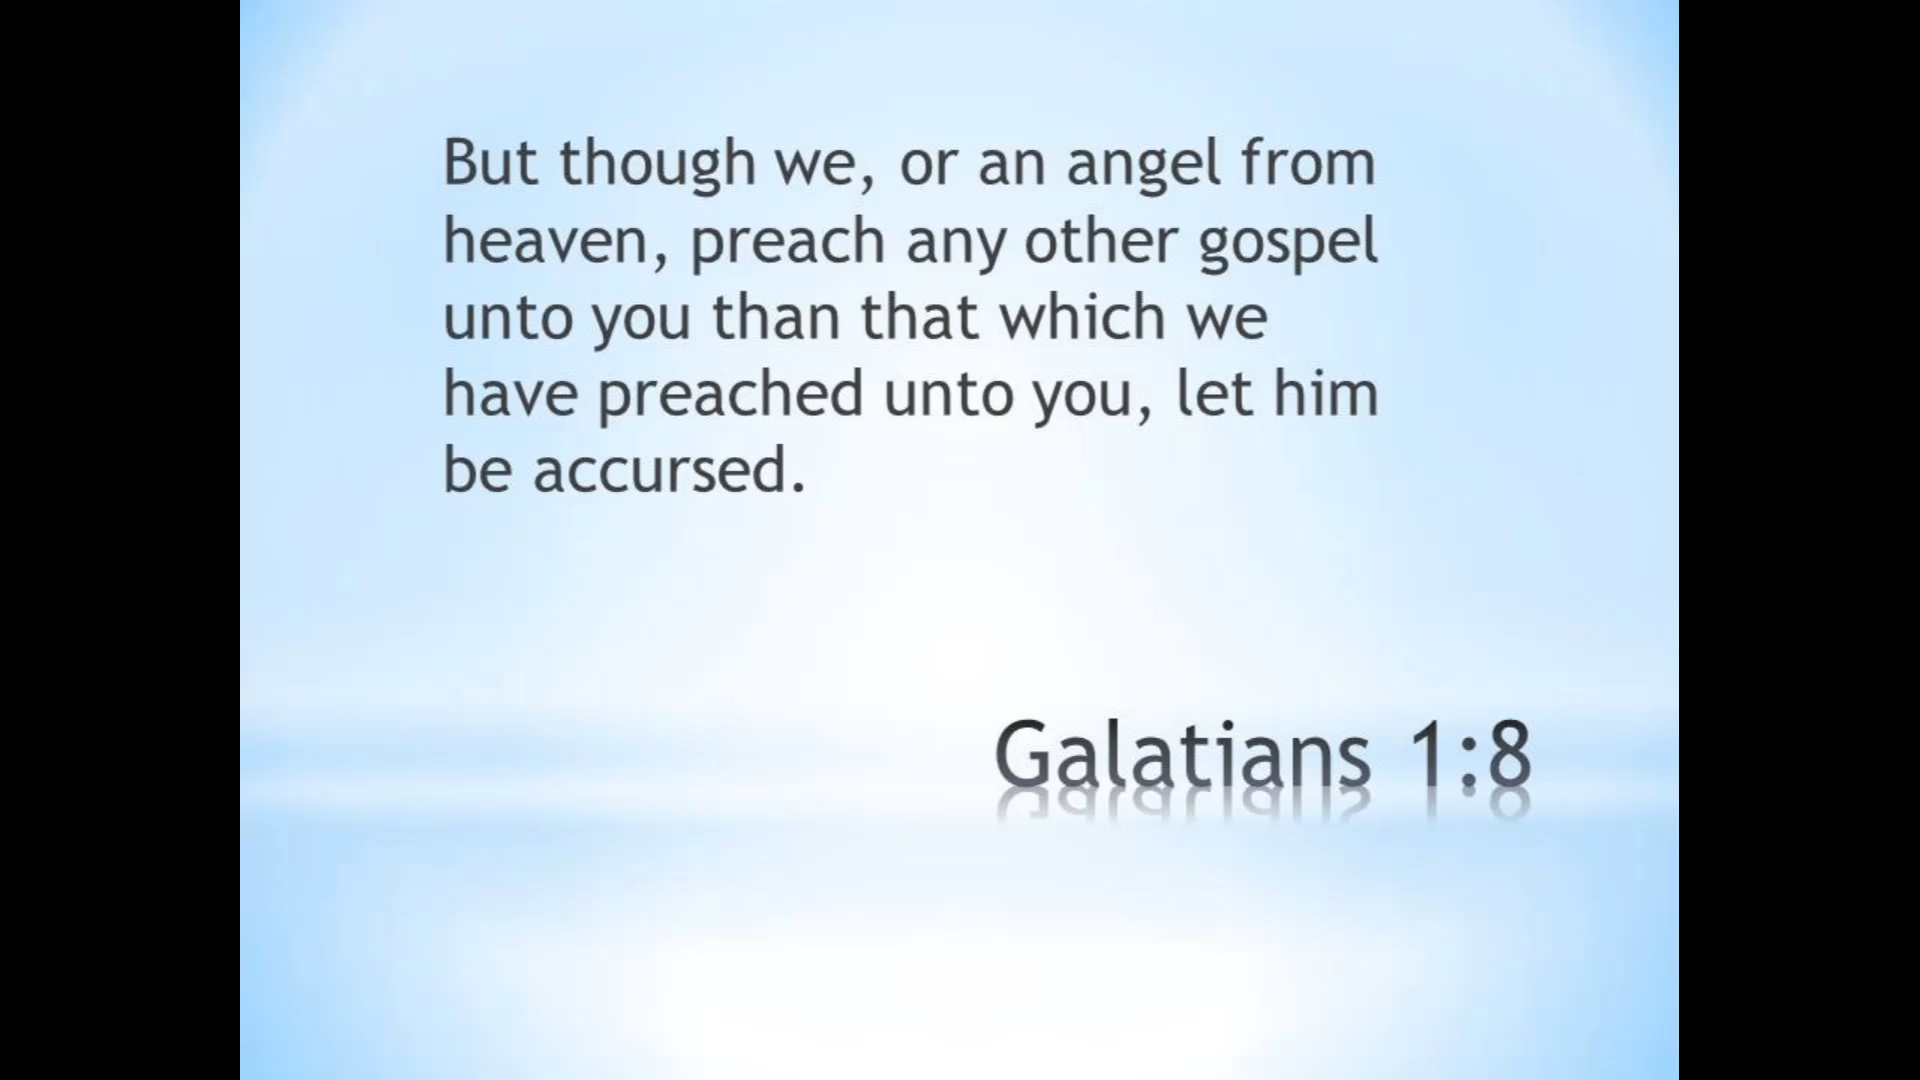 But though we, or an angel from
heaven, preach any other gospel
unto you than that which we
have preached unto you, let him
be accursed.
Galatians 1:8